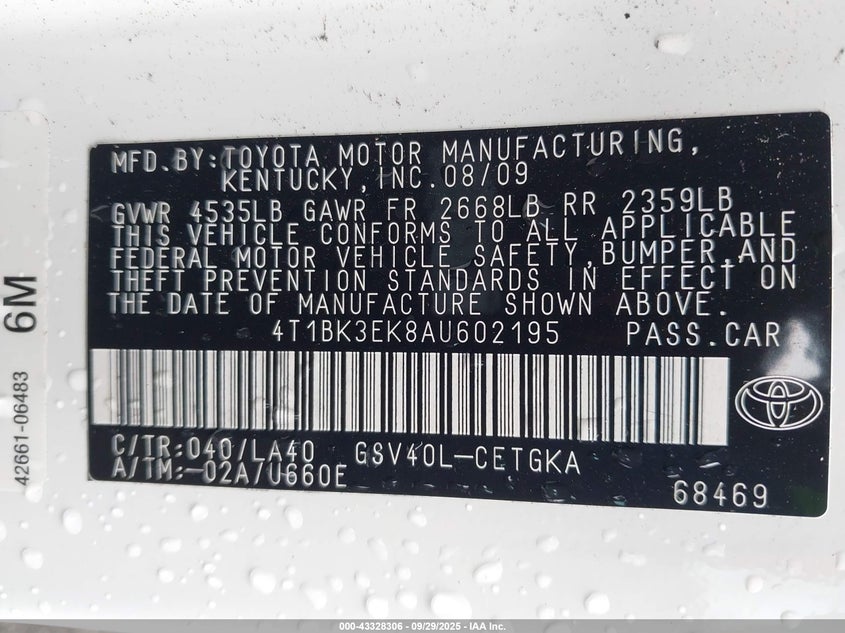 MFD.BY:TOYOTA MOTOR MANUFACTURING,
KENTUCKY,INC.08/09
GVWR 4535LB GAWR FR 2668LB RR 2359LB
THIS VEHICLE CONFORMS TO ALL APPLICABLE
FEDERAL MOTOR VEHICLE SAFETY,BUMPER,AND
THEFT PREVENTION STANDARDS IN EFFECT ON
THE DATE OF MANUFACTURE SHOWN ABOVE.
4T1BK3EK8AU602195 PASS.CAR
C/TR:040/LA40 GSV40L-CETGKA
A/TM:-02A/U660E
68469
42661-06483 6M
000-43328306 - 09/29/2025 - IAA Inc.